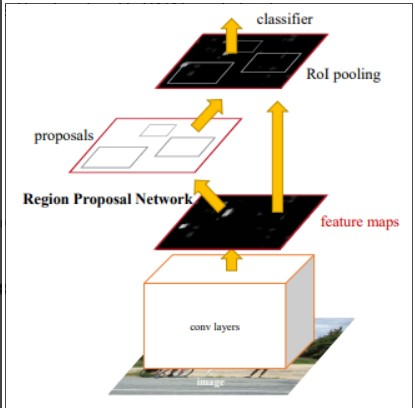 classifier
RoI pooling
proposals
Region Proposal Network
feature maps
conv layers
image